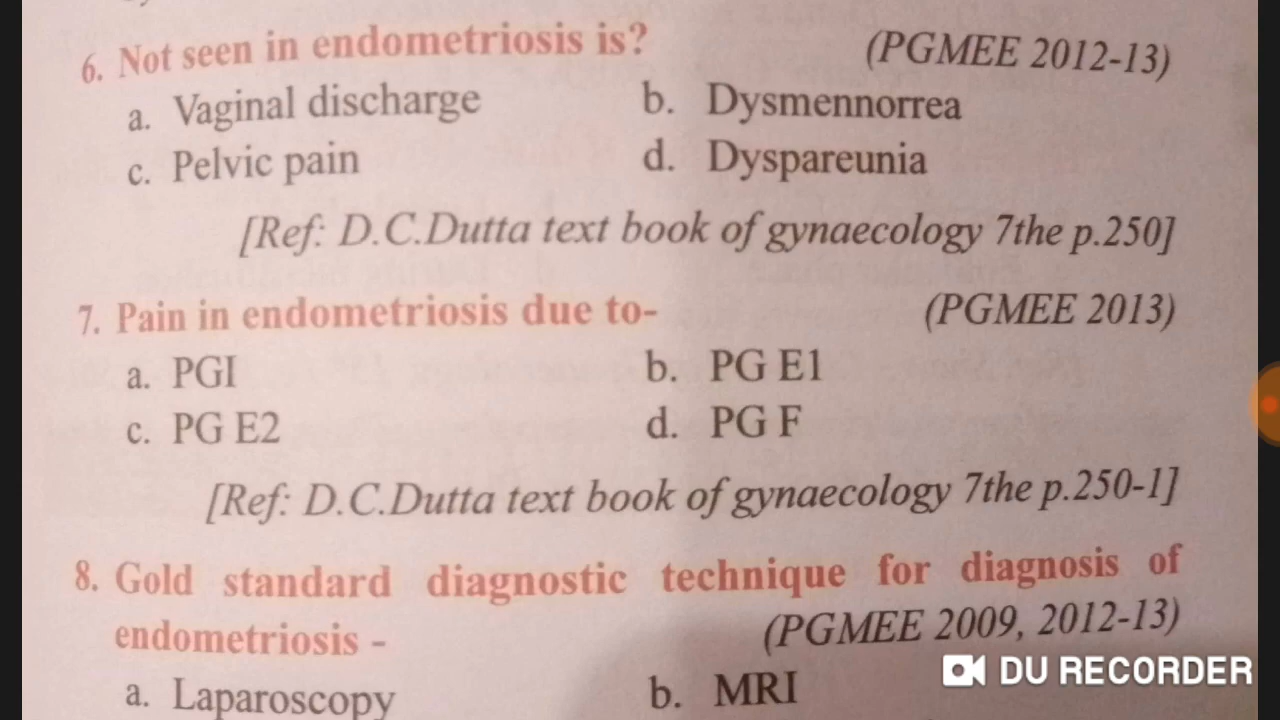 6. Not seen in endometriosis is? (PGMEE 2012-13)
a. Vaginal discharge b. Dysmennorrea
c. Pelvic pain d. Dyspareunia
[Ref: D.C.Dutta text book of gynaecology 7the p.250]
7. Pain in endometriosis due to- (PGMEE 2013)
a. PGI b. PG E1
c. PG E2 d. PG F
[Ref: D.C.Dutta text book of gynaecology 7the p.250-1]
8. Gold standard diagnostic technique for diagnosis of
endometriosis - (PGMEE 2009, 2012-13)
DU RECORDER
a. Laparoscopy b. MRI